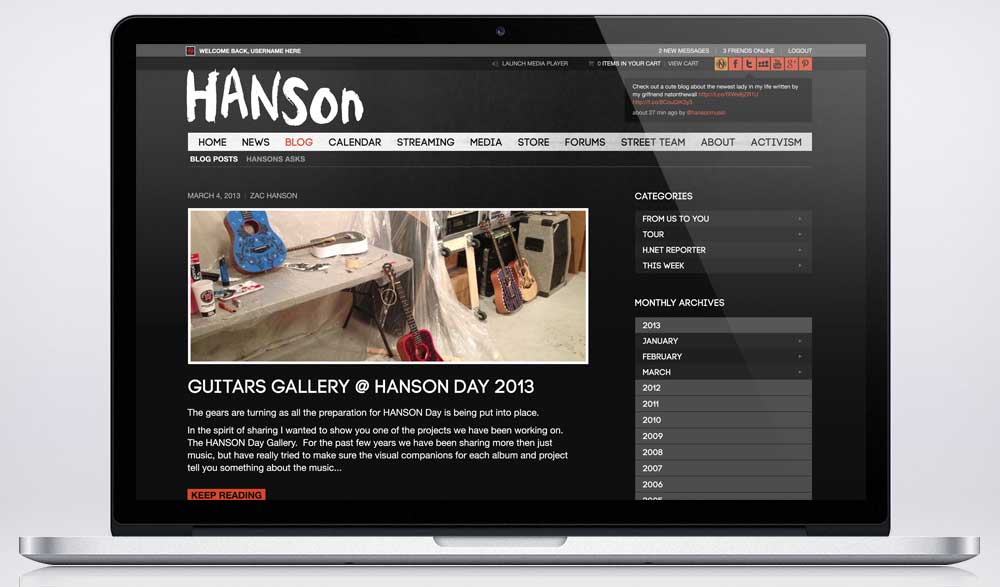 WELCOME BACK, USERNAME HERE
2 NEW MESSAGES | 3 FRIENDS ONLINE | LOGOUT
LAUNCH MEDIA PLAYER
0 ITEMS IN YOUR CART | VIEW CART
HANSON
Check out a cute blog about the newest lady in my life written by
my girlfriend natonthewall
about 37 min ago by @hansonmusic
HOME NEWS BLOG CALENDAR STREAMING MEDIA STORE FORUMS STREET TEAM ABOUT ACTIVISM
BLOG POSTS HANSONS ASKS
MARCH 4, 2013 | ZAC HANSON
GUITARS GALLERY @ HANSON DAY 2013
The gears are turning as all the preparation for HANSON Day is being put into place.
In the spirit of sharing I wanted to show you one of the projects we have been working on.
The HANSON Day Gallery. For the past few years we have been sharing more then just
music, but have really tried to make sure the visual companions for each album and project
tell you something about the music...
KEEP READING
CATEGORIES
FROM US TO YOU
TOUR
H.NET REPORTER
THIS WEEK
MONTHLY ARCHIVES
2013
JANUARY
FEBRUARY
MARCH
2012
2011
2010
2009
2008
2007
2006
2005